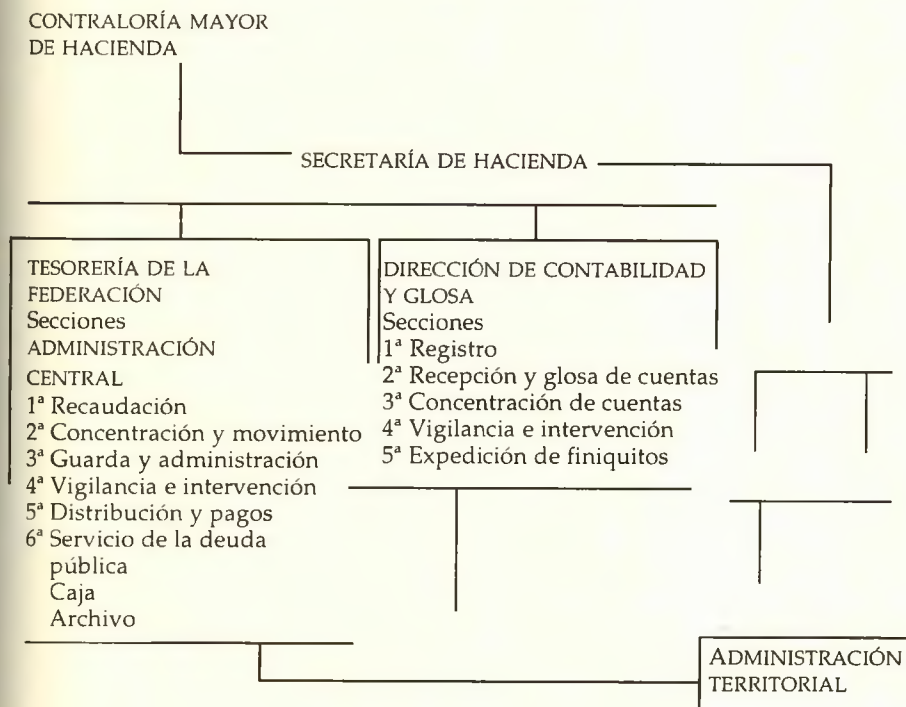 CONTRALORÍA MAYOR
DE HACIENDA
SECRETARÍA DE HACIENDA
TESORERÍA DE LA
FEDERACIÓN
Secciones
ADMINISTRACIÓN
CENTRAL
1ª Recaudación
2ª Concentración y movimiento
3ª Guarda y administración
4ª Vigilancia e intervención
5ª Distribución y pagos
6ª Servicio de la deuda
pública
Caja
Archivo
DIRECCIÓN DE CONTABILIDAD
Y GLOSA
Secciones
1ª Registro
2ª Recepción y glosa de cuentas
3ª Concentración de cuentas
4ª Vigilancia e intervención
5ª Expedición de finiquitos
ADMINISTRACIÓN
TERRITORIAL